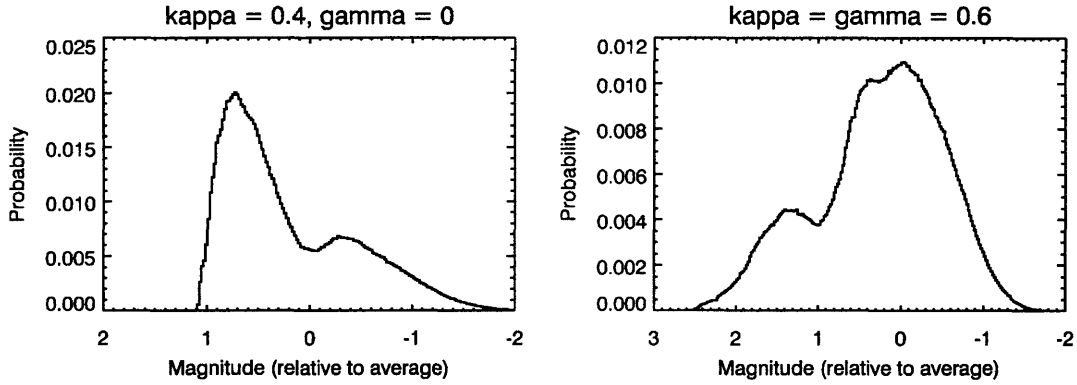 kappa = 0.4, gamma = 0
0.025
0.020
0.015
0.010
0.005
0.000
Probability
2 1 0 -1 -2
Magnitude (relative to average)
kappa = gamma = 0.6
0.012
0.010
0.008
0.006
0.004
0.002
0.000
Probability
3 2 1 0 -1 -2
Magnitude (relative to average)